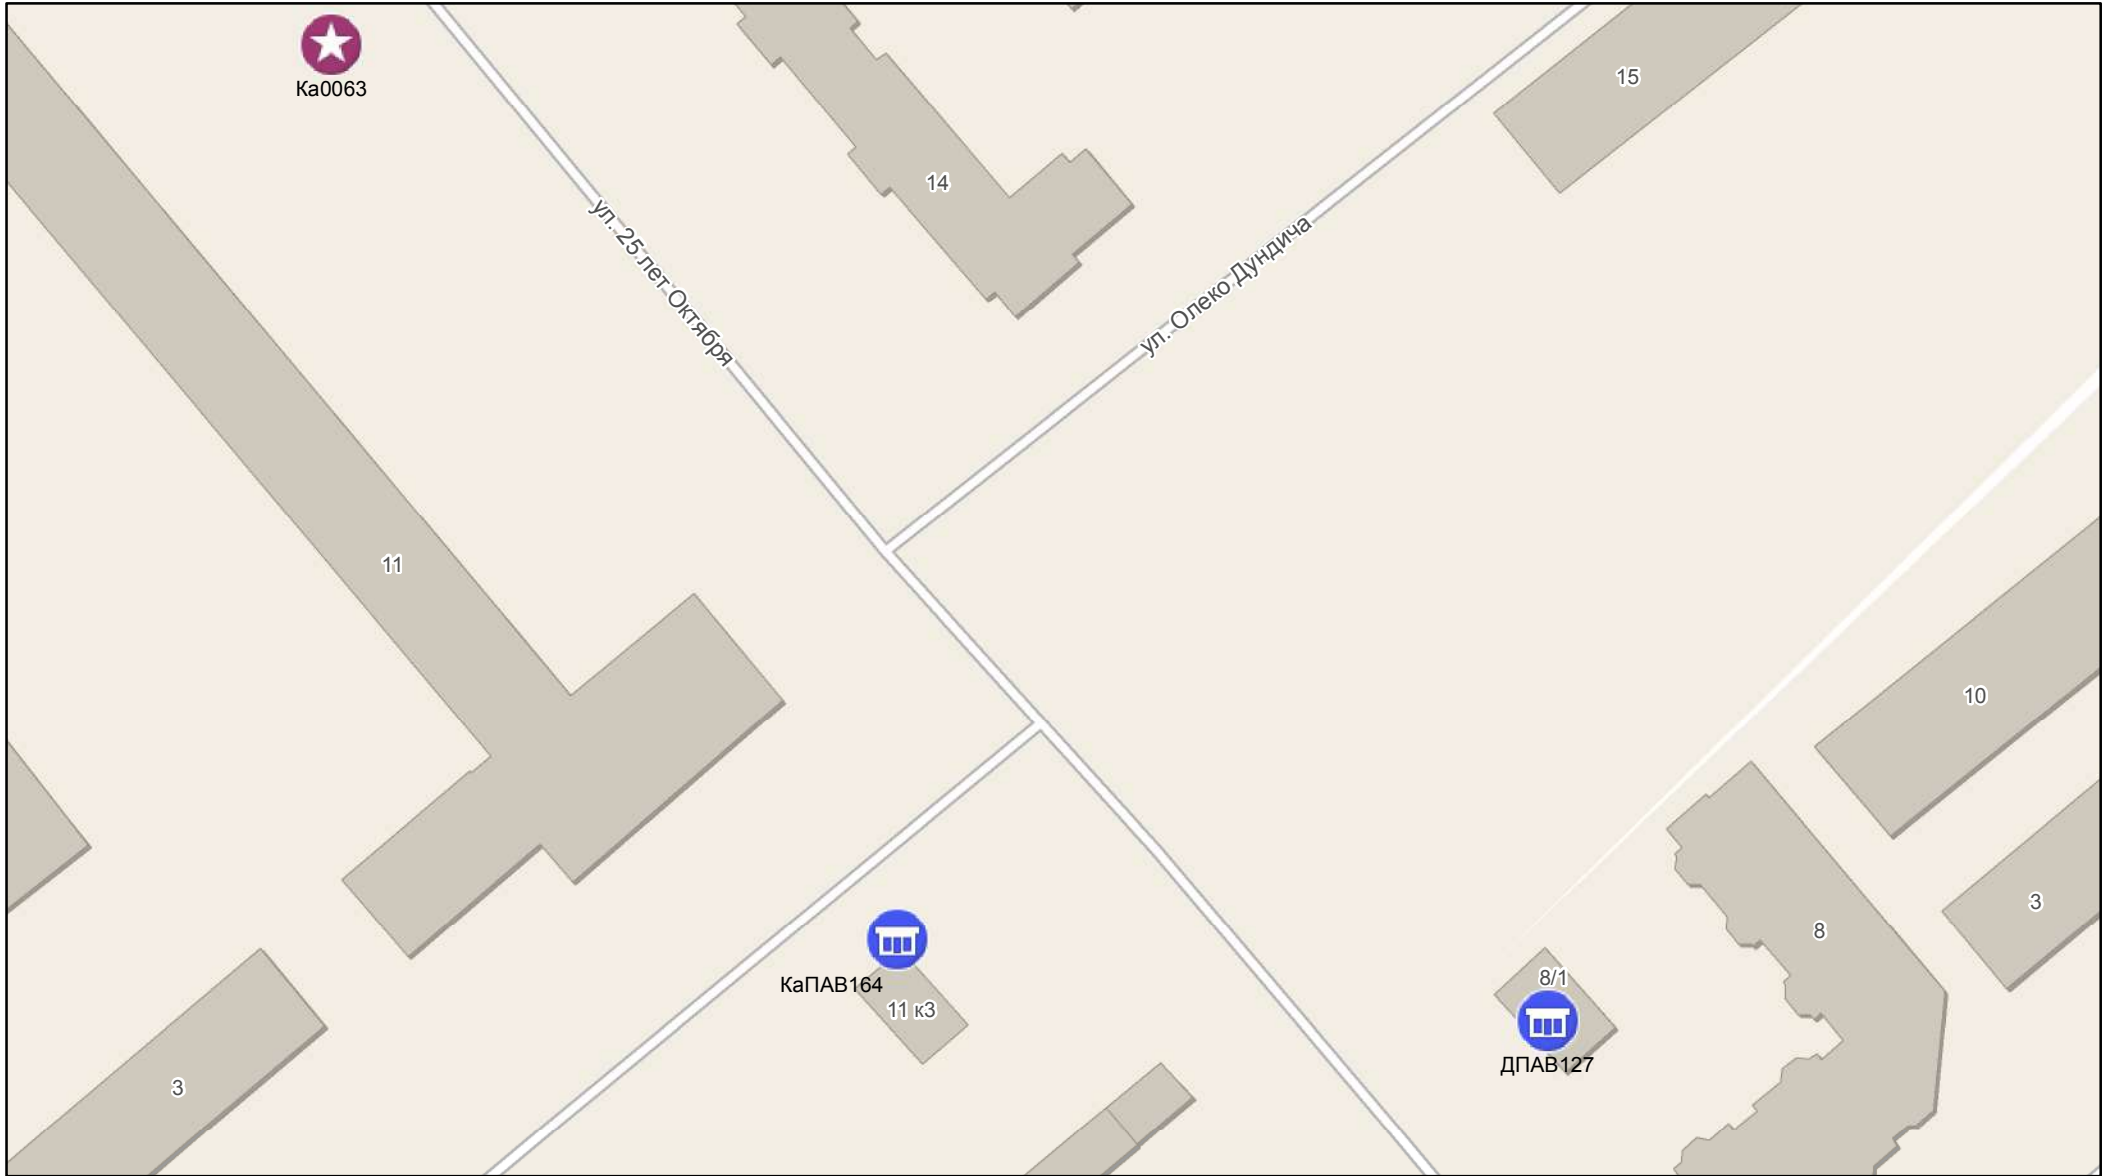 Ка0063
15
14
ул. 25 лет Октября
ул. Олеко Дундича
11
10
3
8
8/1
КаПАВ164
11 к3
ДПАВ127
3